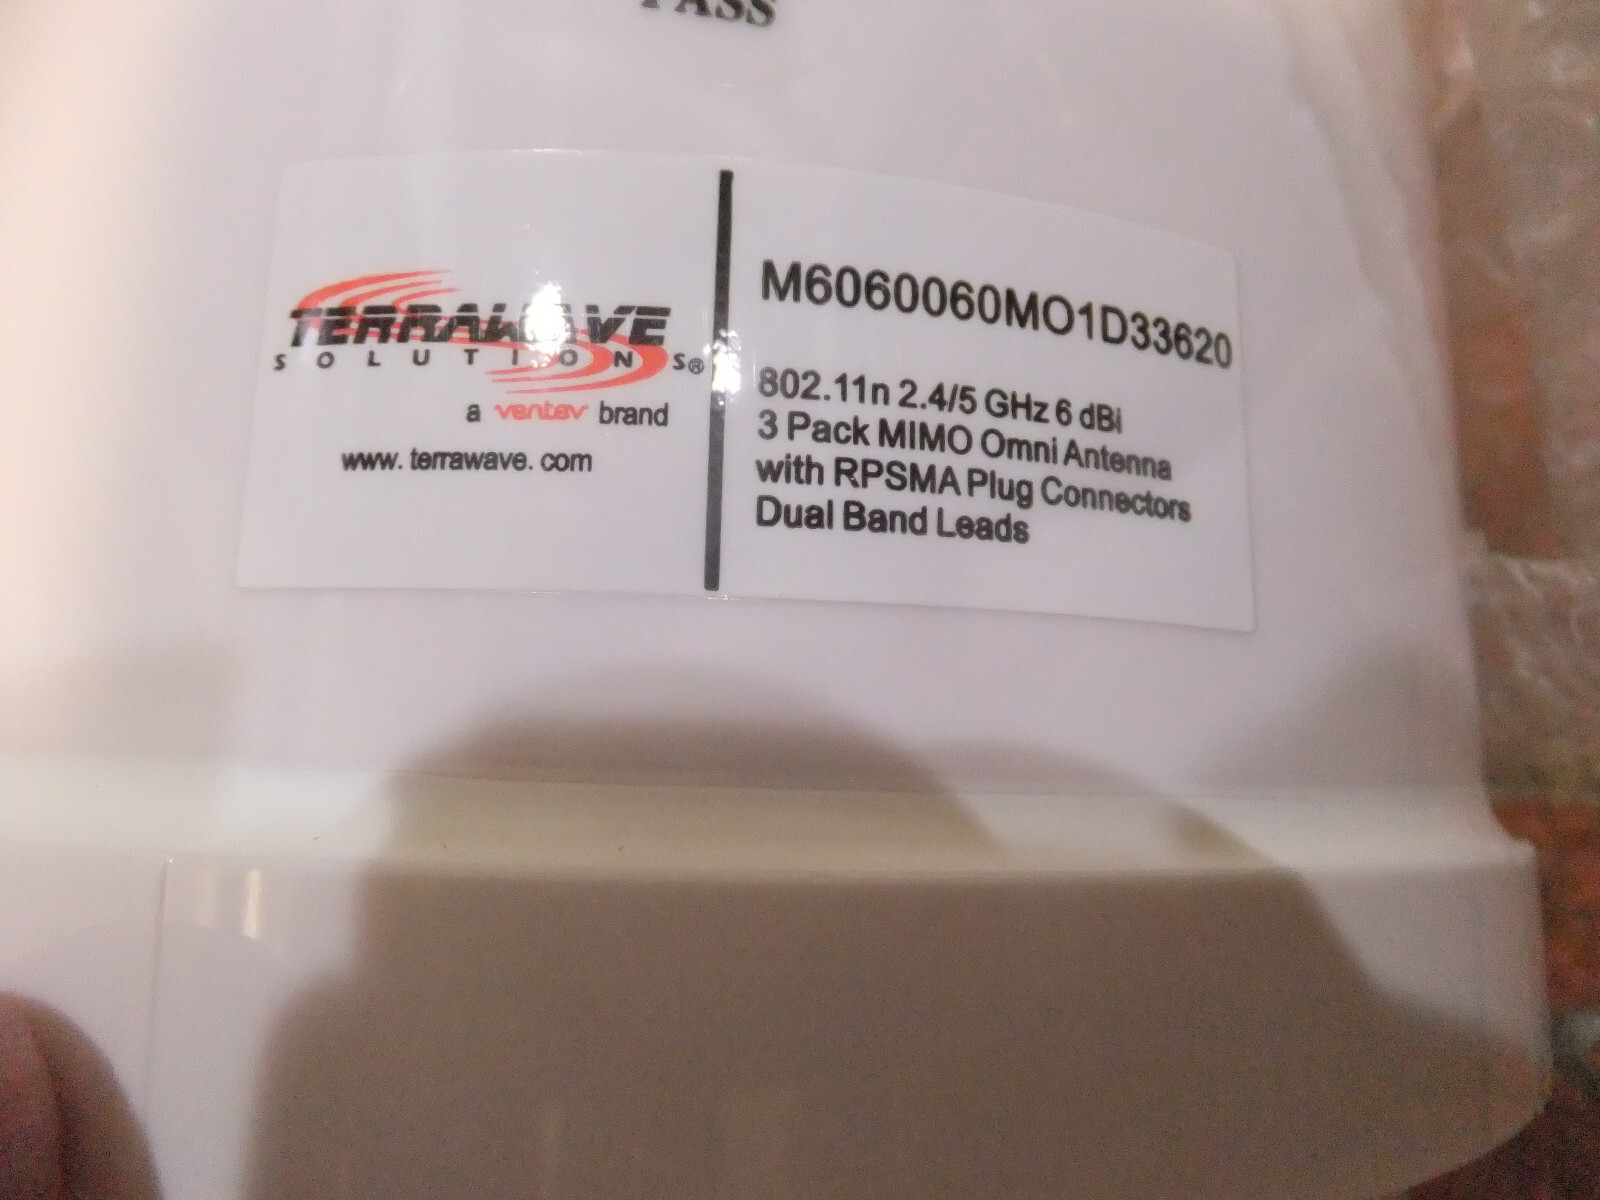 PASS
TERRAWAVE
SOLUTIONS®
a ventev brand
www.terrawave.com
M6060060MO1D33620
802.11n 2.4/5 GHz 6 dBi
3 Pack MIMO Omni Antenna
with RPSMA Plug Connectors
Dual Band Leads